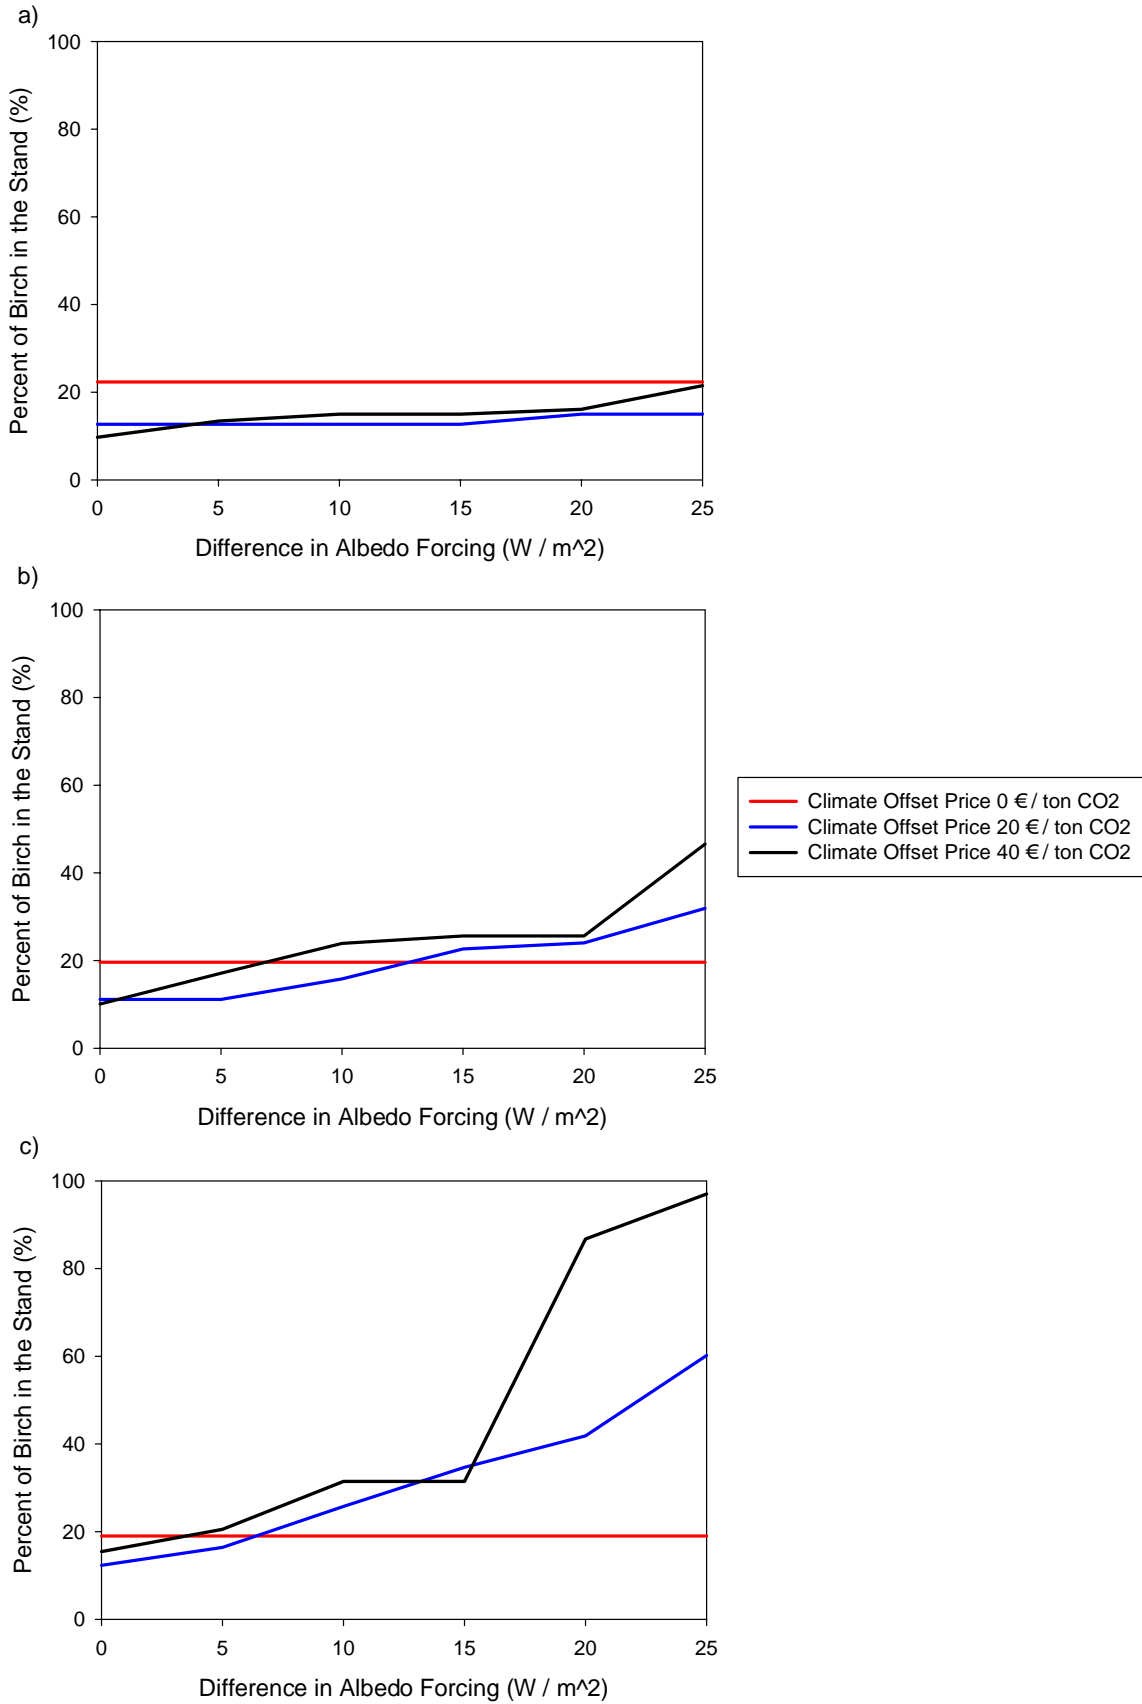 a)
100
80
60
40
20
0
Percent of Birch in the Stand (%)
0 5 10 15 20 25
Difference in Albedo Forcing (W / m^2)
b)
100
80
60
40
20
0
Percent of Birch in the Stand (%)
0 5 10 15 20 25
Difference in Albedo Forcing (W / m^2)
Climate Offset Price 0 € / ton CO2
Climate Offset Price 20 € / ton CO2
Climate Offset Price 40 € / ton CO2
c)
100
80
60
40
20
0
Percent of Birch in the Stand (%)
0 5 10 15 20 25
Difference in Albedo Forcing (W / m^2)